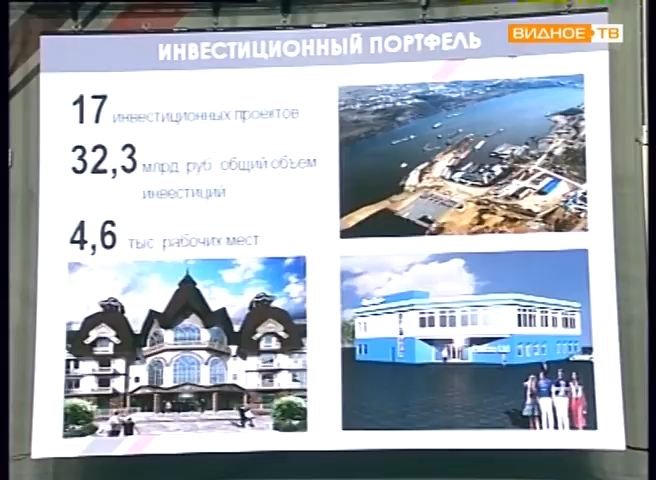 ВИДНОЕ ТВ
ИНВЕСТИЦИОННЫЙ ПОРТФЕЛЬ
17 инвестиционных проектов
32,3 млрд руб общий объем
инвестиций
4,6 тыс рабочих мест